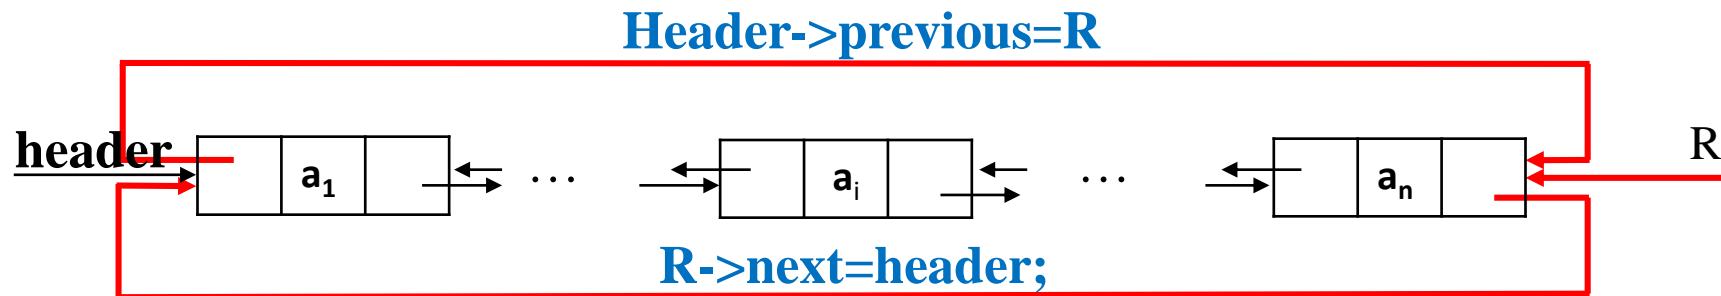 Header->previous=R
header a₁ … aᵢ … aₙ R
R->next=header;